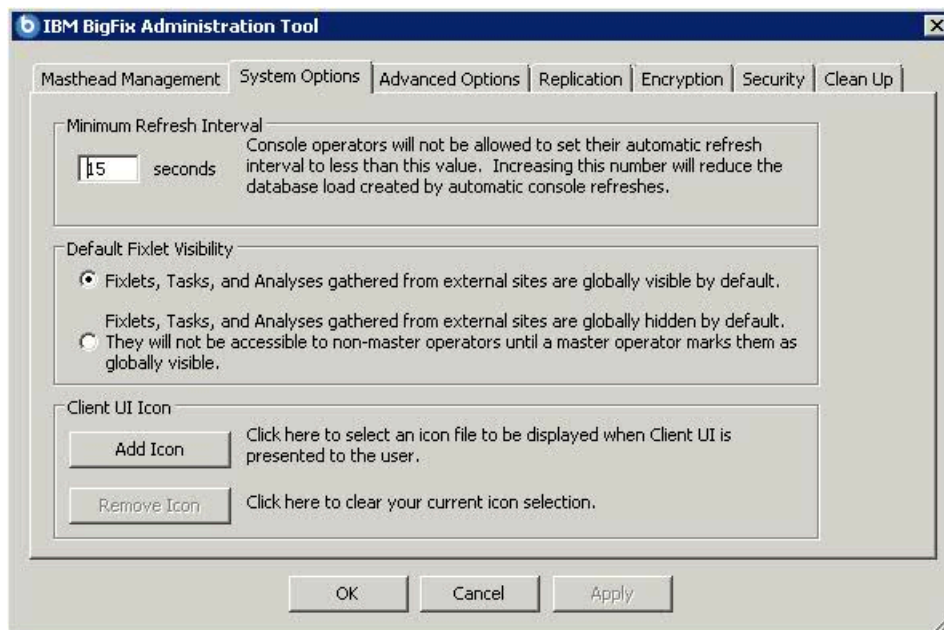 IBM BigFix Administration Tool
Masthead Management System Options Advanced Options Replication Encryption Security Clean Up
Minimum Refresh Interval
15 seconds
Console operators will not be allowed to set their automatic refresh
interval to less than this value. Increasing this number will reduce the
database load created by automatic console refreshes.
Default Fixlet Visibility
Fixlets, Tasks, and Analyses gathered from external sites are globally visible by default.
Fixlets, Tasks, and Analyses gathered from external sites are globally hidden by default.
They will not be accessible to non-master operators until a master operator marks them as
globally visible.
Client UI Icon
Add Icon
Click here to select an icon file to be displayed when Client UI is
presented to the user.
Remove Icon
Click here to clear your current icon selection.
OK Cancel Apply